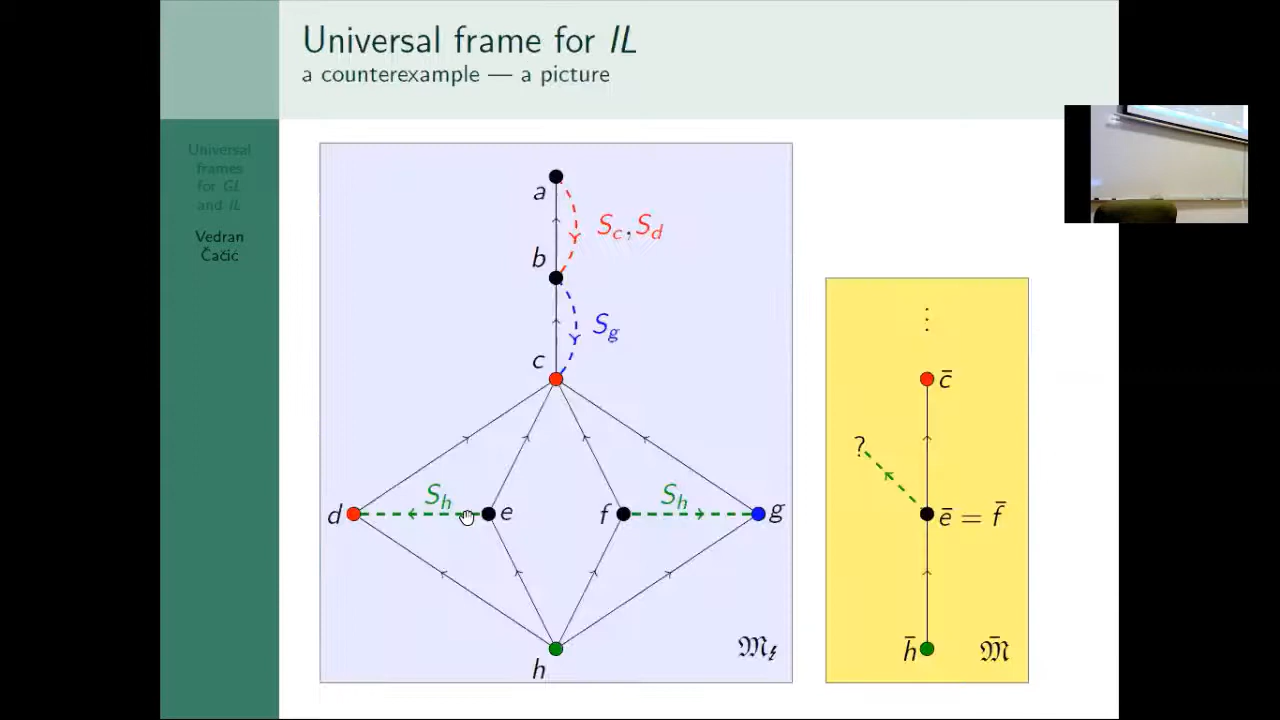 Universal frame for IL
a counterexample — a picture
Universal
frames
for GL
and IL
Vedran
Čačić
a
S_c, S_d
b
S_g
c
S_h
S_h
d
e
f
g
h
𝔐_⚡
⋮
c̄
?
ē = f̄
h̄
𝔐̄